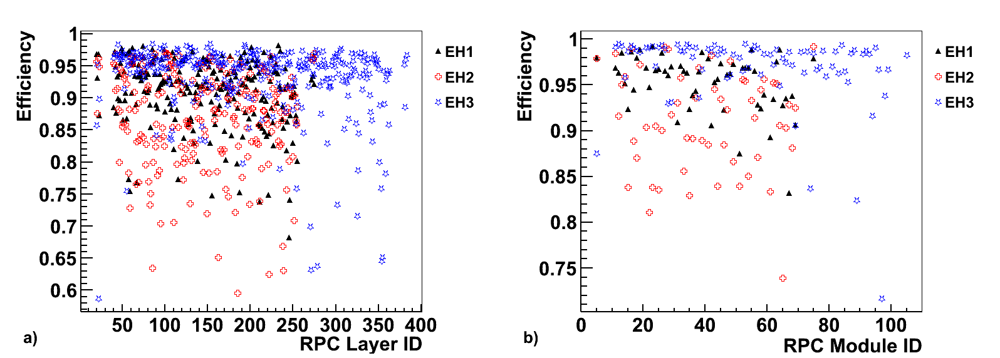 Efficiency
1
0.95
0.9
0.85
0.8
0.75
0.7
0.65
0.6
50 100 150 200 250 300 350 400
RPC Layer ID
a)
EH1
EH2
EH3
Efficiency
1
0.95
0.9
0.85
0.8
0.75
0 20 40 60 80 100
RPC Module ID
b)
EH1
EH2
EH3